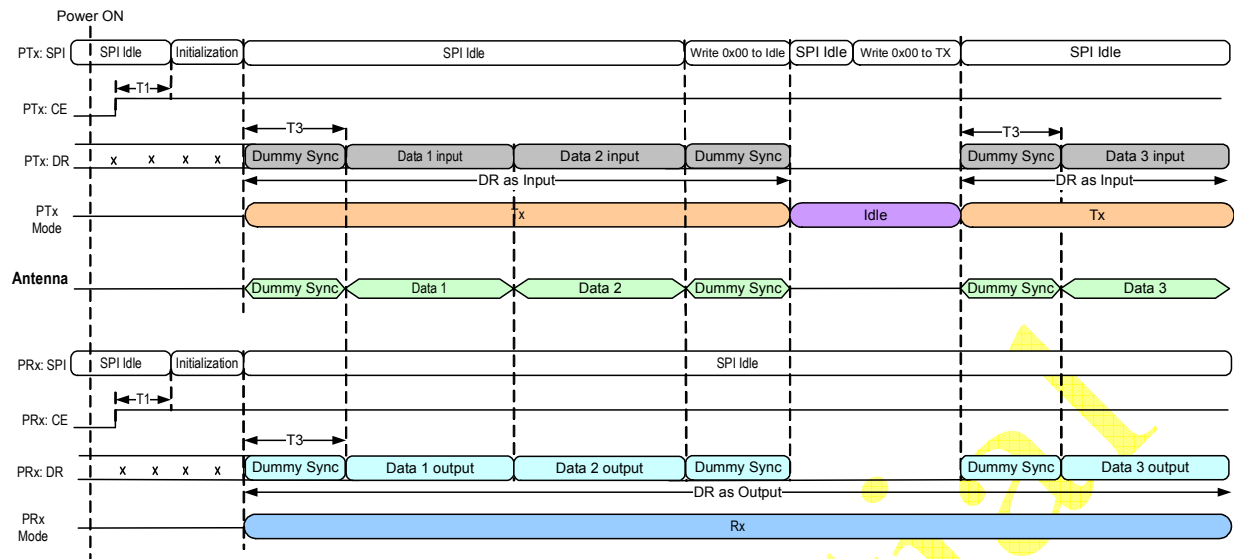 Power ON
PTx: SPI SPI Idle Initialization SPI Idle Write 0x00 to Idle SPI Idle Write 0x00 to TX SPI Idle
T1
PTx: CE
T3 T3
PTx: DR x x x x Dummy Sync Data 1 input Data 2 input Dummy Sync Dummy Sync Data 3 input
DR as Input DR as Input
PTx Mode Tx Idle Tx
Antenna Dummy Sync Data 1 Data 2 Dummy Sync Dummy Sync Data 3
PRx: SPI SPI Idle Initialization SPI Idle
T1
PRx: CE
T3
PRx: DR x x x x Dummy Sync Data 1 output Data 2 output Dummy Sync Dummy Sync Data 3 output
DR as Output
PRx Mode Rx